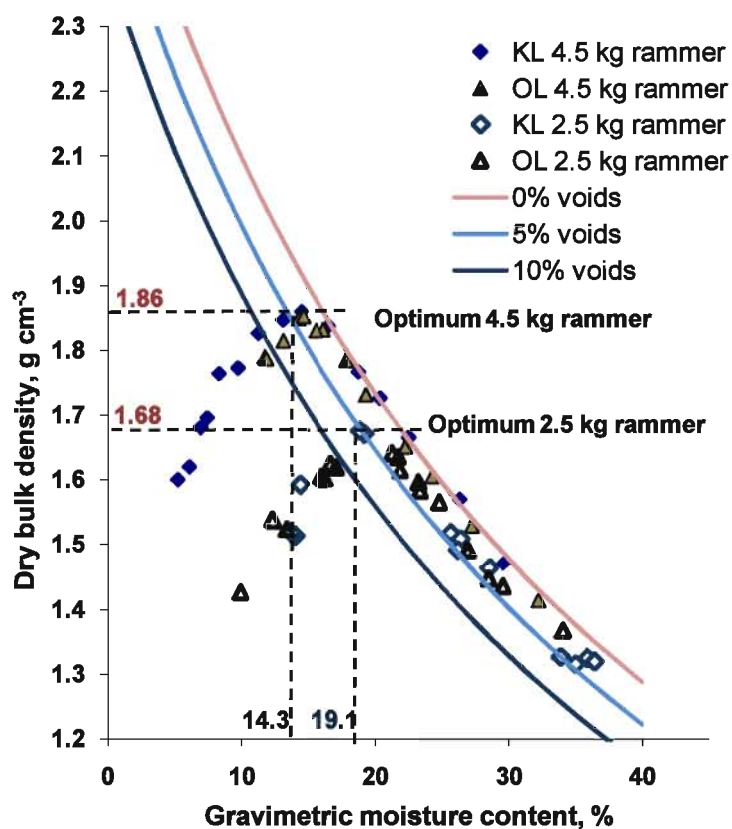 2.3
2.2
2.1
2.0
1.9
1.8
1.7
1.6
1.5
1.4
1.3
1.2
Dry bulk density, g cm-3
KL 4.5 kg rammer
OL 4.5 kg rammer
KL 2.5 kg rammer
OL 2.5 kg rammer
0% voids
5% voids
10% voids
1.86
Optimum 4.5 kg rammer
1.68
Optimum 2.5 kg rammer
14.3 19.1
0 10 20 30 40
Gravimetric moisture content, %